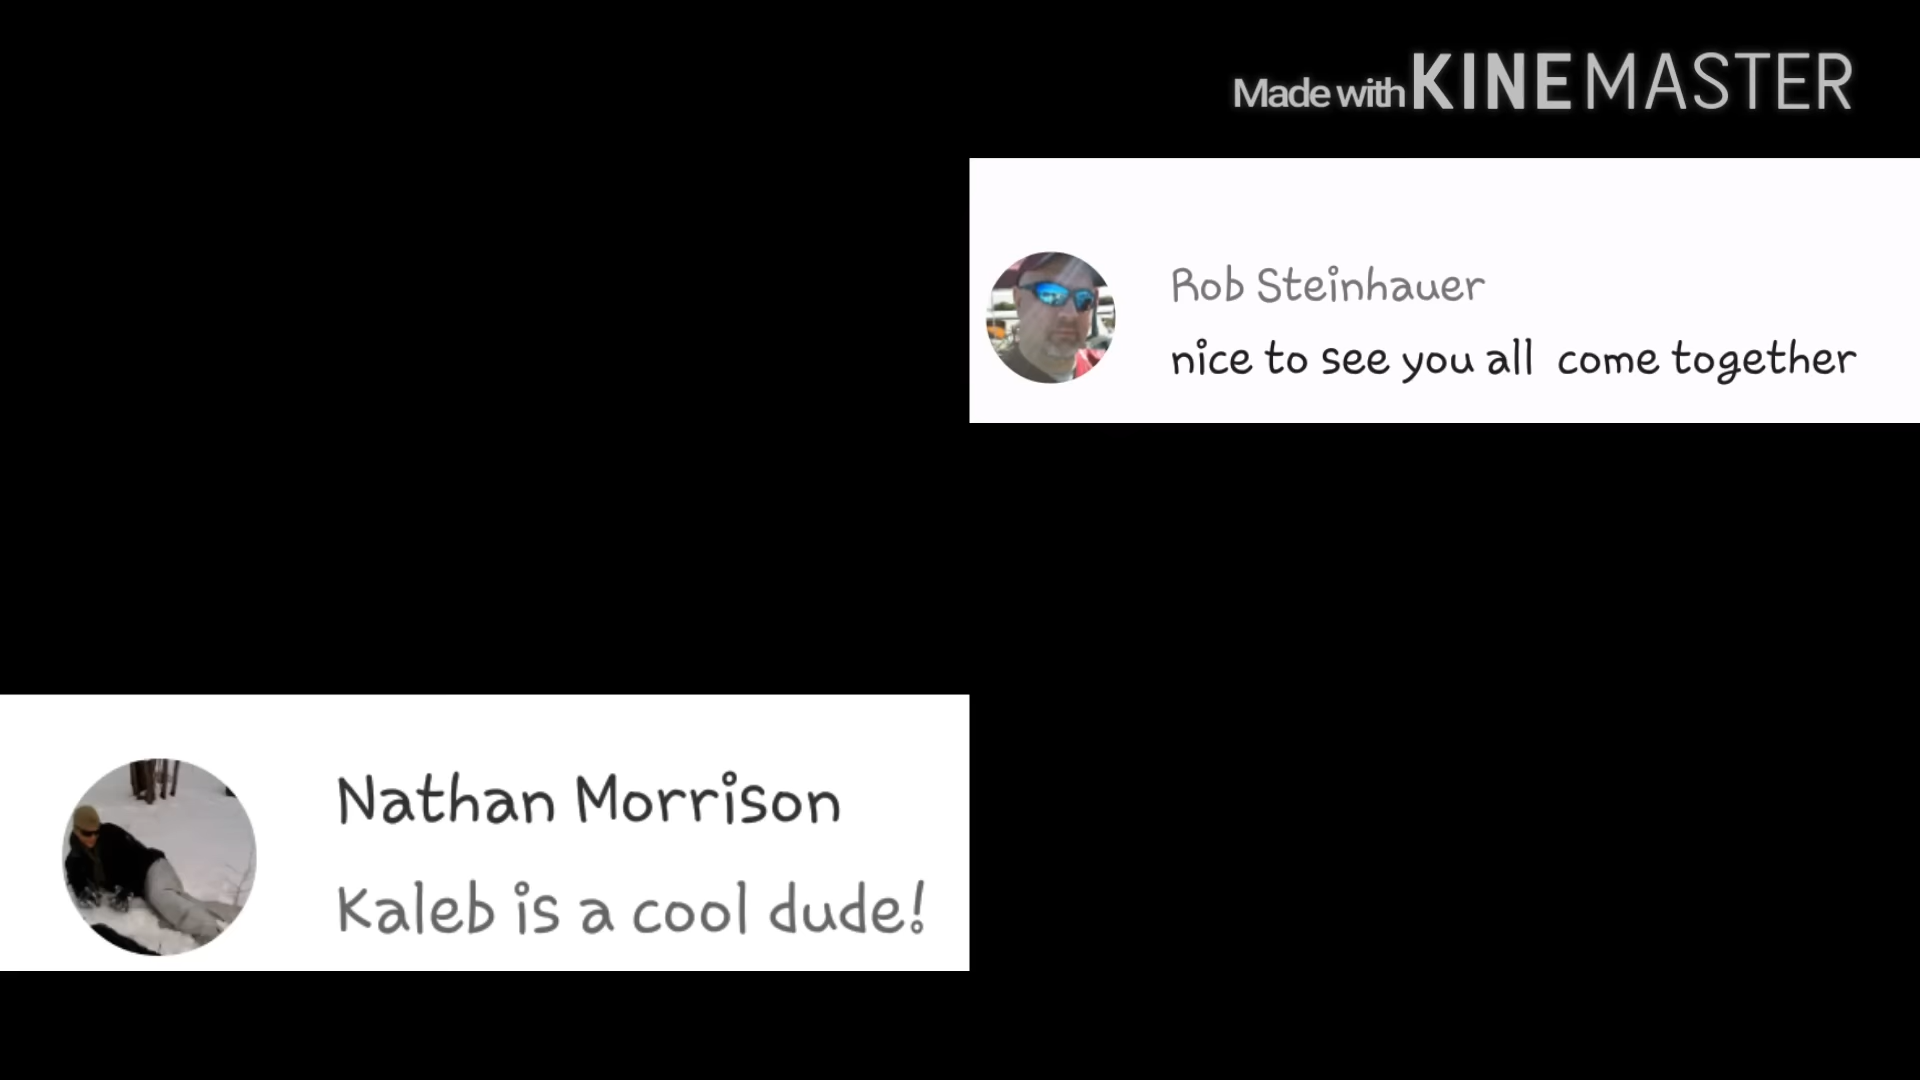 Made with KINEMASTER
Rob Steinhauer
nice to see you all come together
Nathan Morrison
Kaleb is a cool dude!